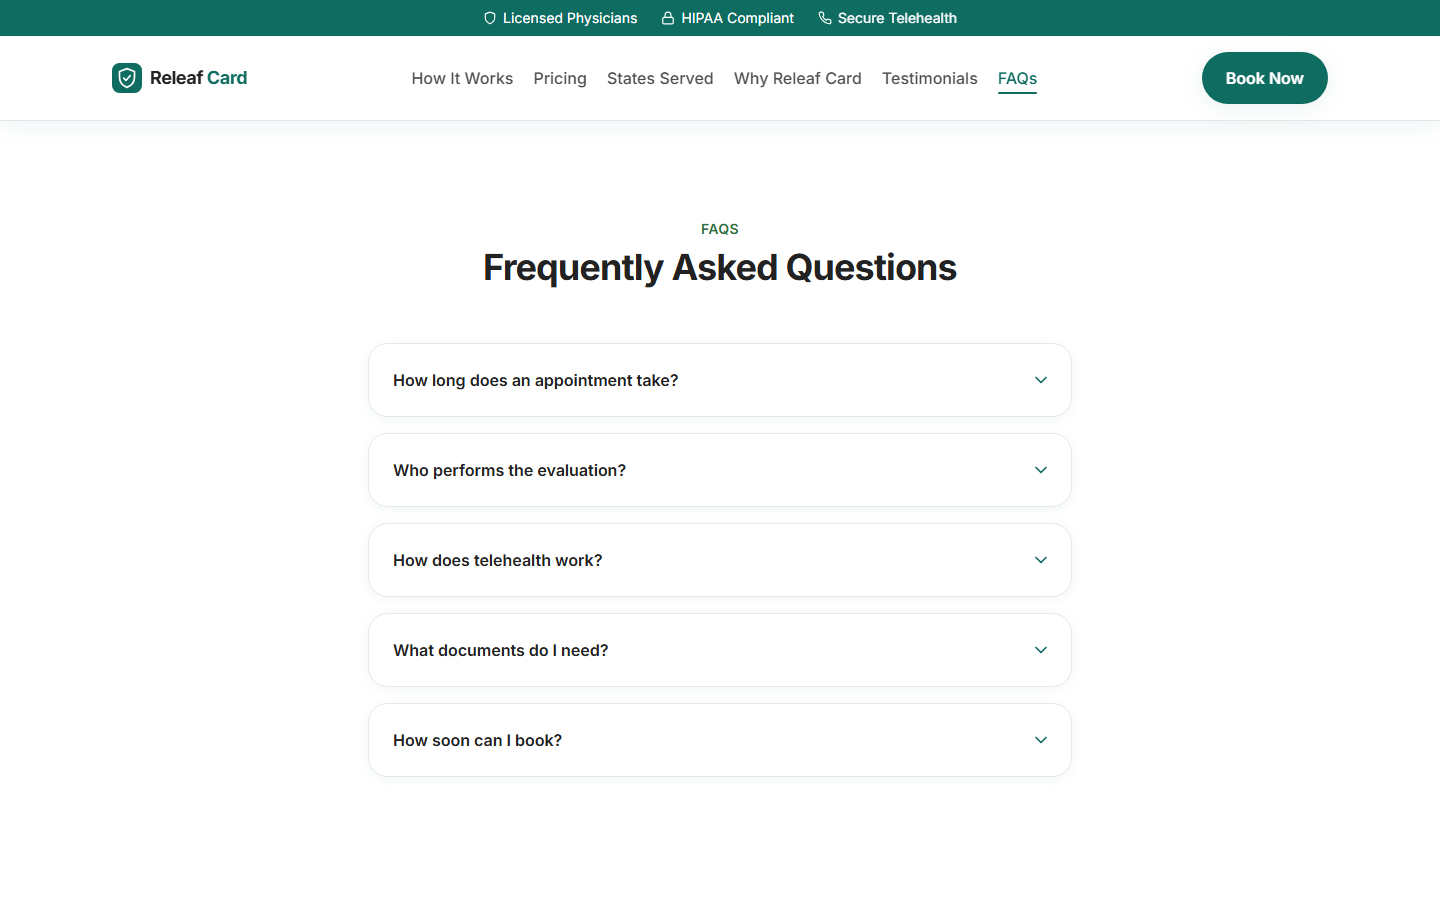 Licensed Physicians HIPAA Compliant Secure Telehealth
Releaf Card How It Works Pricing States Served Why Releaf Card Testimonials FAQs Book Now
FAQS
Frequently Asked Questions
How long does an appointment take?
Who performs the evaluation?
How does telehealth work?
What documents do I need?
How soon can I book?